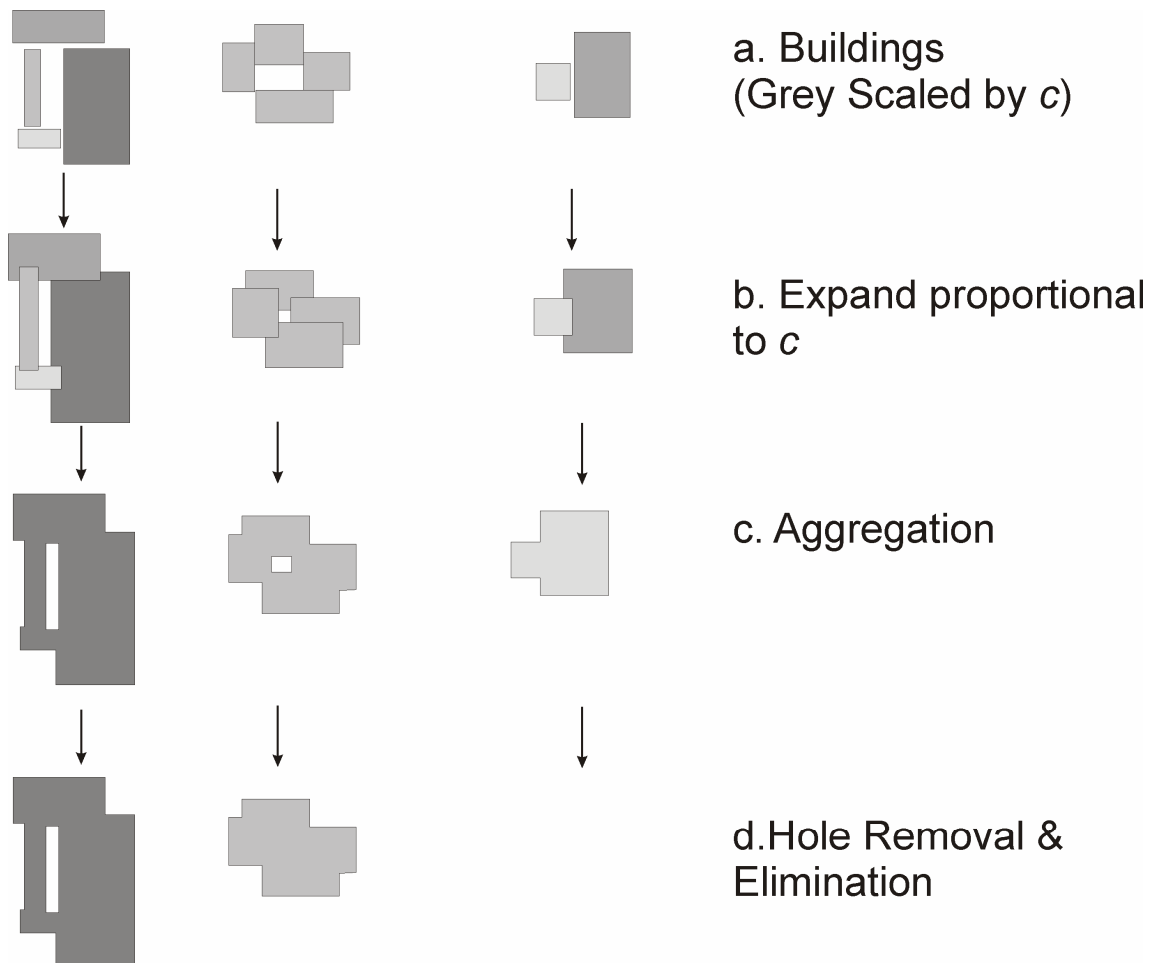 a. Buildings
(Grey Scaled by c)
b. Expand proportional
to c
c. Aggregation
d.Hole Removal &
Elimination